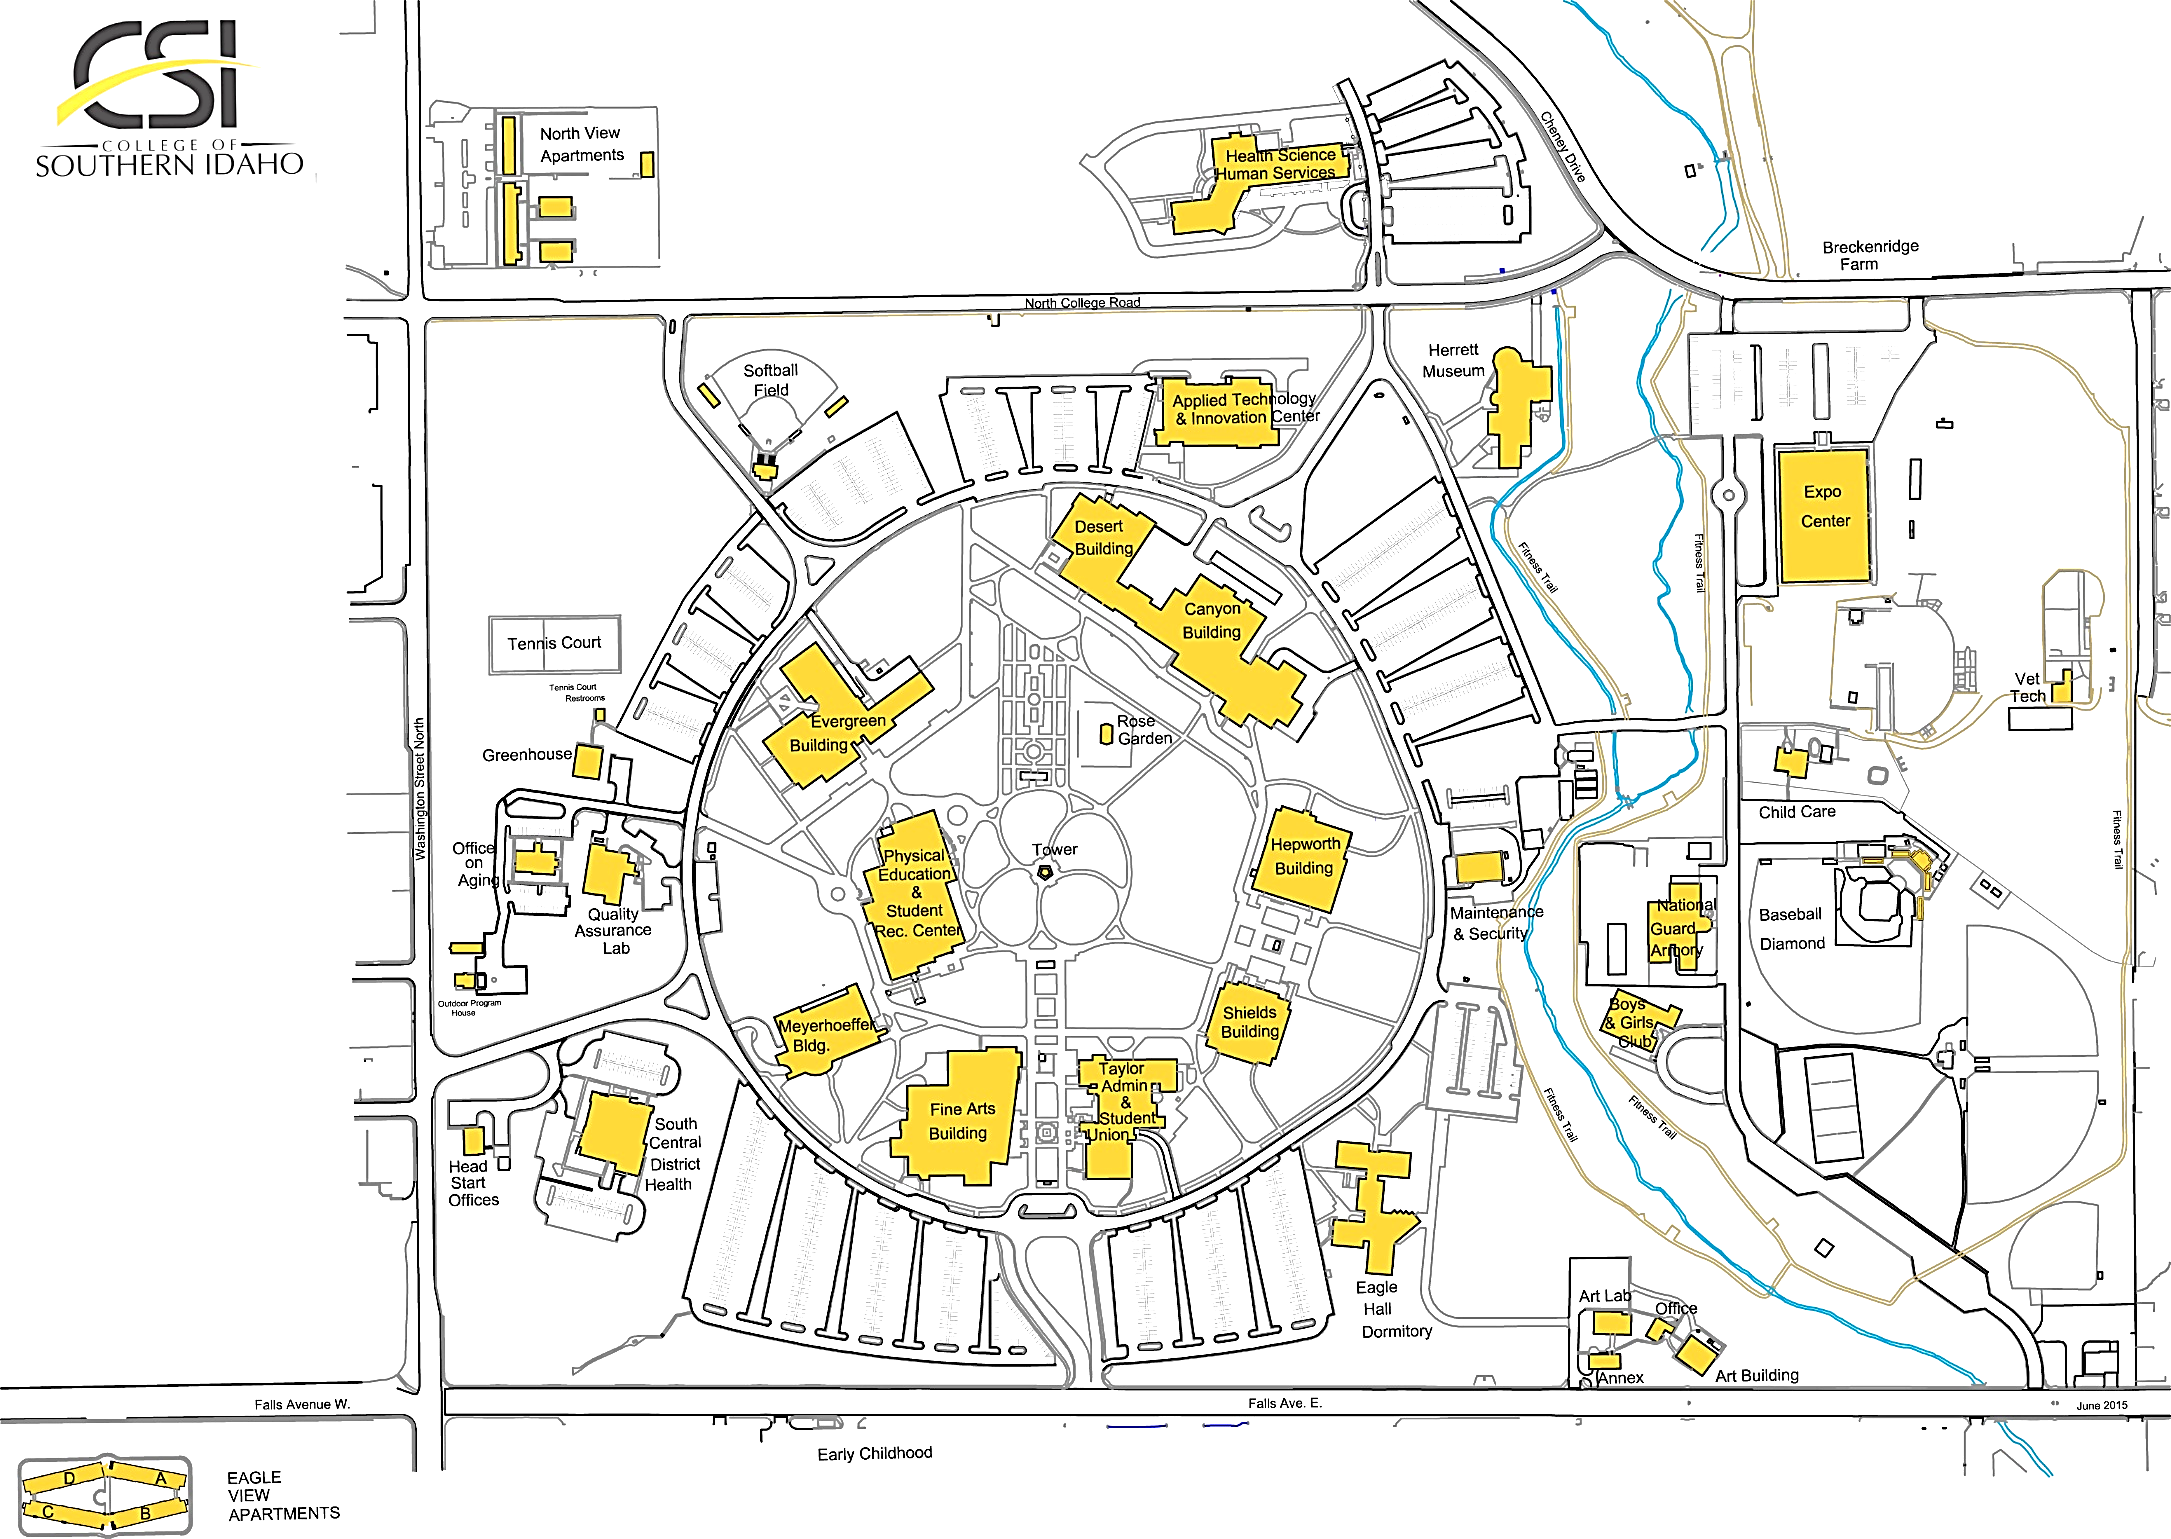 CSI
COLLEGE OF
SOUTHERN IDAHO
North View
Apartments
Health Science
Human Services
Cheney Drive
Breckenridge
Farm
North College Road
Softball
Field
Applied Technology
& Innovation Center
Herrett
Museum
Expo
Center
Desert
Building
Canyon
Building
Fitness Trail
Fitness Trail
Tennis Court
Tennis Court
Restrooms
Greenhouse
Washington Street North
Evergreen
Building
Rose
Garden
Vet
Tech
Child Care
Fitness Trail
Office
on
Aging
Quality
Assurance
Lab
Physical
Education
&
Student
Rec. Center
Tower
Hepworth
Building
Maintenance
& Security
National
Guard
Armory
Baseball
Diamond
Outdoor Program
House
Meyerhoeffer
Bldg.
Shields
Building
Boys
& Girls
Club
Fine Arts
Building
Taylor
Admin
&
Student
Union
Fitness Trail
Fitness Trail
South
Central
District
Health
Head
Start
Offices
Eagle
Hall
Dormitory
Art Lab
Office
Annex
Art Building
Falls Avenue W.
Falls Ave. E.
June 2015
Early Childhood
D
A
C
B
EAGLE
VIEW
APARTMENTS